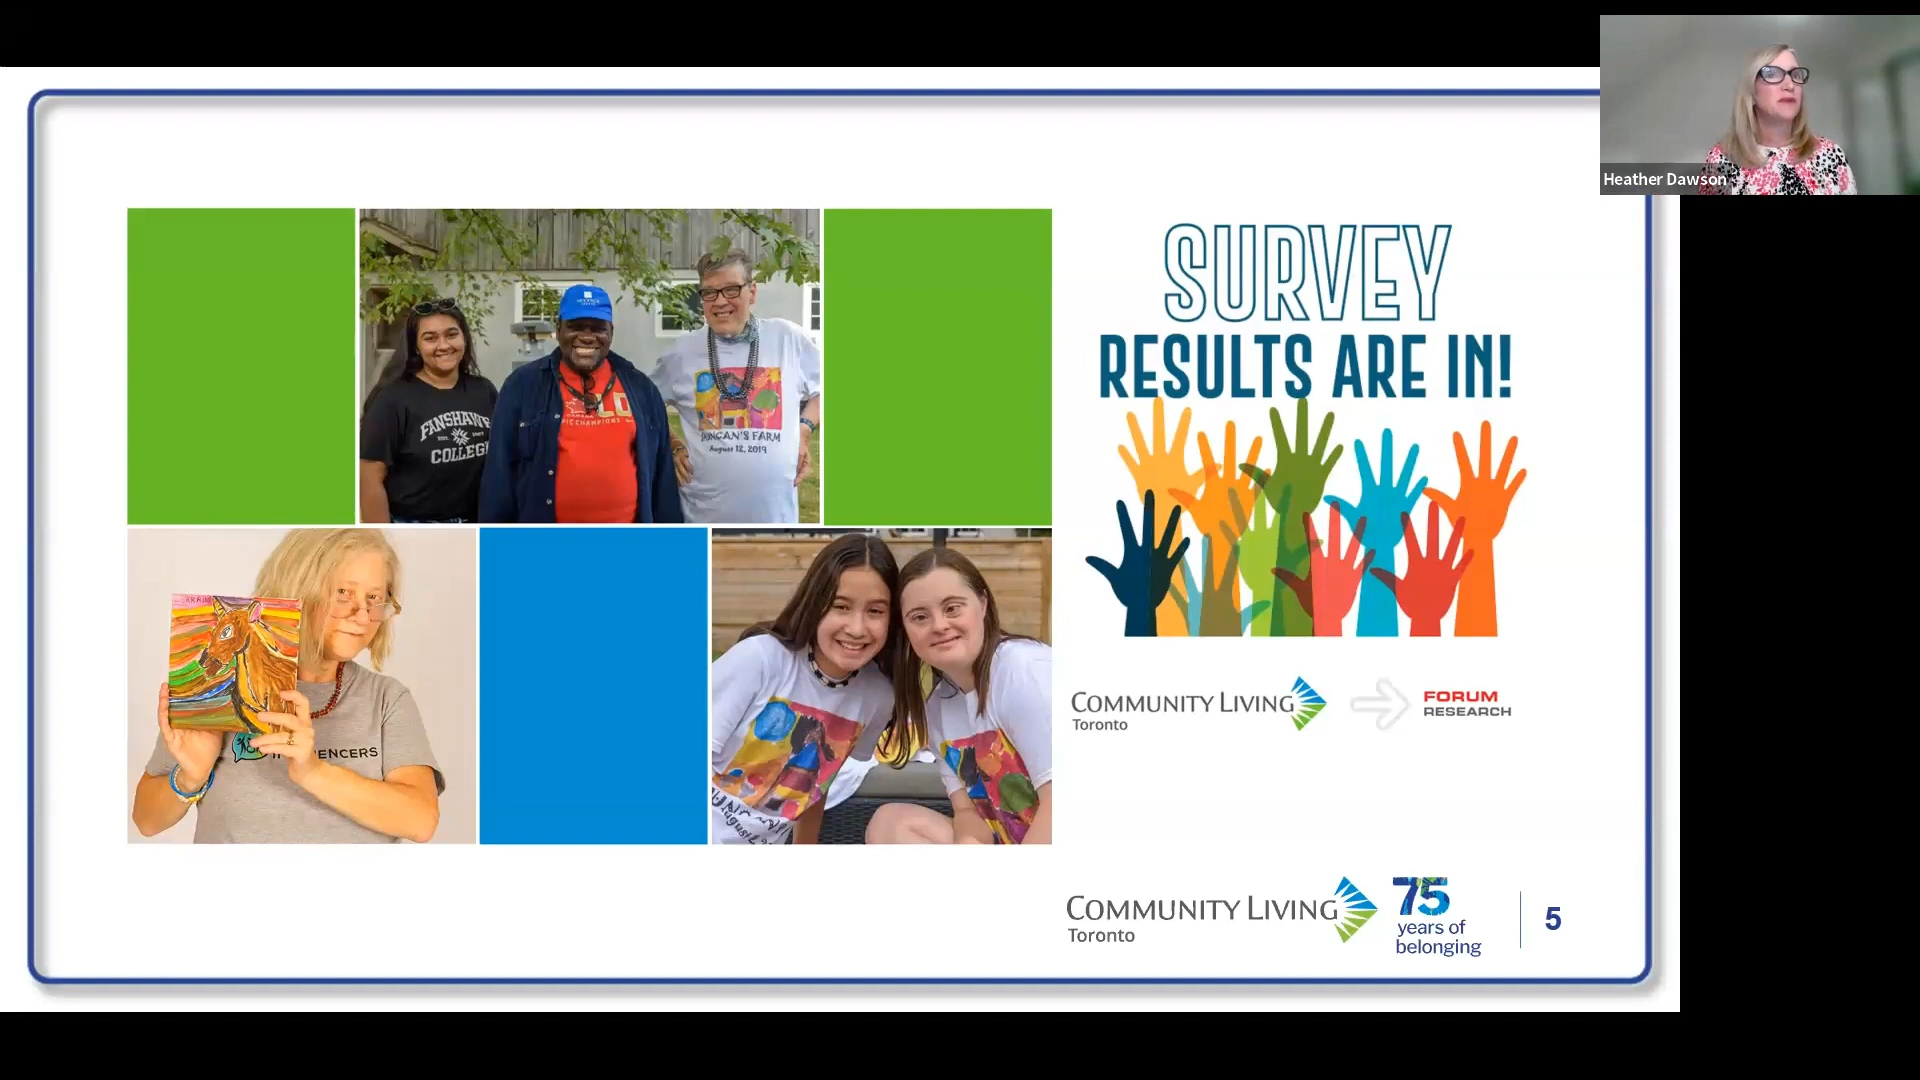 Heather Dawson
SURVEY
RESULTS ARE IN!
FANSHAWE
COLLEGE
DUNCAN'S FARM
August 12, 2019
COMMUNITY LIVING
Toronto
FORUM
RESEARCH
COMMUNITY LIVING
Toronto
75
years of
belonging
5